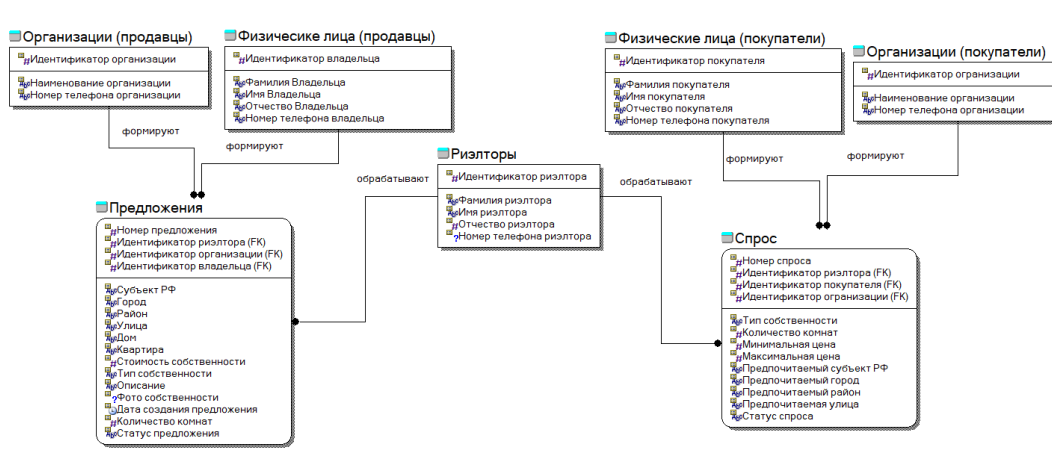 Организации (продавцы)
Идентификатор организации
Наименование организации
Номер телефона организации
Физичесике лица (продавцы)
Идентификатор владельца
Фамилия Владельца
Имя Владельца
Отчество Владельца
Номер телефона владельца
Физические лица (покупатели)
Идентификатор покупателя
Фамилия покупателя
Имя покупателя
Отчество покупателя
Номер телефона покупателя
Организации (покупатели)
Идентификатор огранизации
Наименование организации
Номер телефона организации
формируют
формируют
формируют
формируют
Риэлторы
Идентификатор риэлтора
Фамилия риэлтора
Имя риэлтора
Отчество риэлтора
Номер телефона риэлтора
обрабатывают
обрабатывают
Предложения
Номер предложения
Идентификатор риэлтора (FK)
Идентификатор организации (FK)
Идентификатор владельца (FK)
Субъект РФ
Город
Район
Улица
Дом
Квартира
Стоимость собственности
Тип собственности
Описание
Фото собственности
Дата создания предложения
Количество комнат
Статус предложения
Спрос
Номер спроса
Идентификатор риэлтора (FK)
Идентификатор покупателя (FK)
Идентификатор огранизации (FK)
Тип собственности
Количество комнат
Минимальная цена
Максимальная цена
Предпочитаемый субъект РФ
Предпочитаемый город
Предпочитаемый район
Предпочитаемая улица
Статус спроса